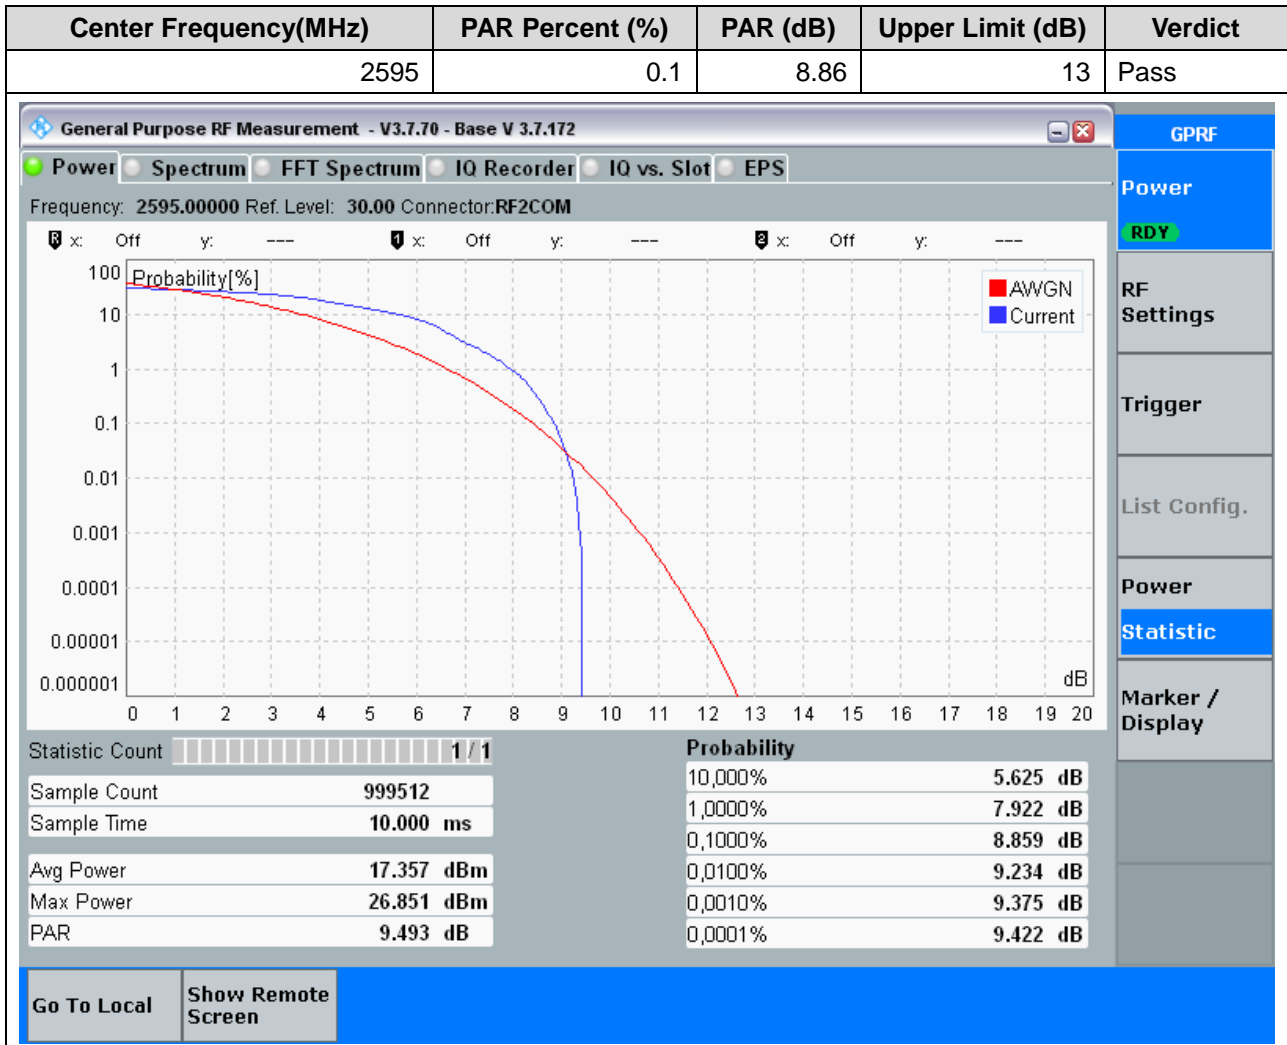 Center Frequency(MHz) PAR Percent (%) PAR (dB) Upper Limit (dB) Verdict
2595 0.1 8.86 13 Pass
General Purpose RF Measurement - V3.7.70 - Base V 3.7.172
GPRF
Power Spectrum FFT Spectrum IQ Recorder IQ vs. Slot EPS
Power
RDY
Frequency: 2595.00000 Ref. Level: 30.00 Connector:RF2COM
R x: Off y: --- 1 x: Off y: --- 2 x: Off y: ---
Probability[%]
100
10
1
0.1
0.01
0.001
0.0001
0.00001
0.000001
AWGN
Current
dB
0 1 2 3 4 5 6 7 8 9 10 11 12 13 14 15 16 17 18 19 20
RF
Settings
Trigger
List Config.
Power
Statistic
Marker /
Display
Statistic Count 1 / 1
Sample Count 999512
Sample Time 10.000 ms
Avg Power 17.357 dBm
Max Power 26.851 dBm
PAR 9.493 dB
Probability
10,000% 5.625 dB
1,0000% 7.922 dB
0,1000% 8.859 dB
0,0100% 9.234 dB
0,0010% 9.375 dB
0,0001% 9.422 dB
Go To Local
Show Remote
Screen